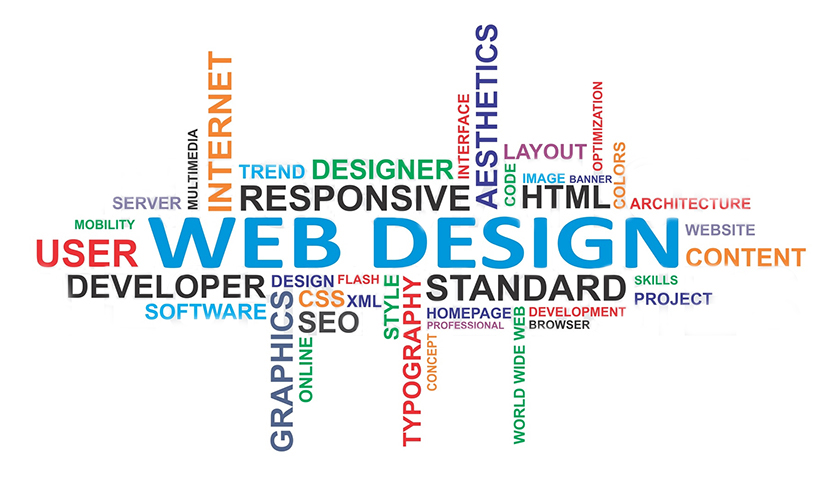 AESTHETICS
INTERNET
MULTIMEDIA
INTERFACE
OPTIMIZATION
COLORS
LAYOUT
TREND
DESIGNER
CODE
IMAGE
BANNER
SERVER
RESPONSIVE
HTML
ARCHITECTURE
MOBILITY
WEB DESIGN
WEBSITE
USER
CONTENT
DEVELOPER
DESIGN
FLASH
STYLE
STANDARD
SKILLS
GRAPHICS
CSS
XML
TYPOGRAPHY
PROJECT
SOFTWARE
SEO
HOMEPAGE
WORLD WIDE WEB
DEVELOPMENT
PROFESSIONAL
BROWSER
ONLINE
CONCEPT